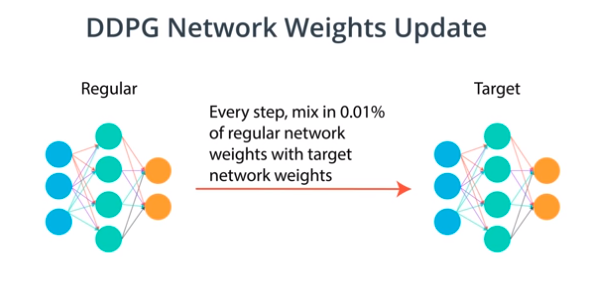 DDPG Network Weights Update
Regular
Target
Every step, mix in 0.01%
of regular network
weights with target
network weights